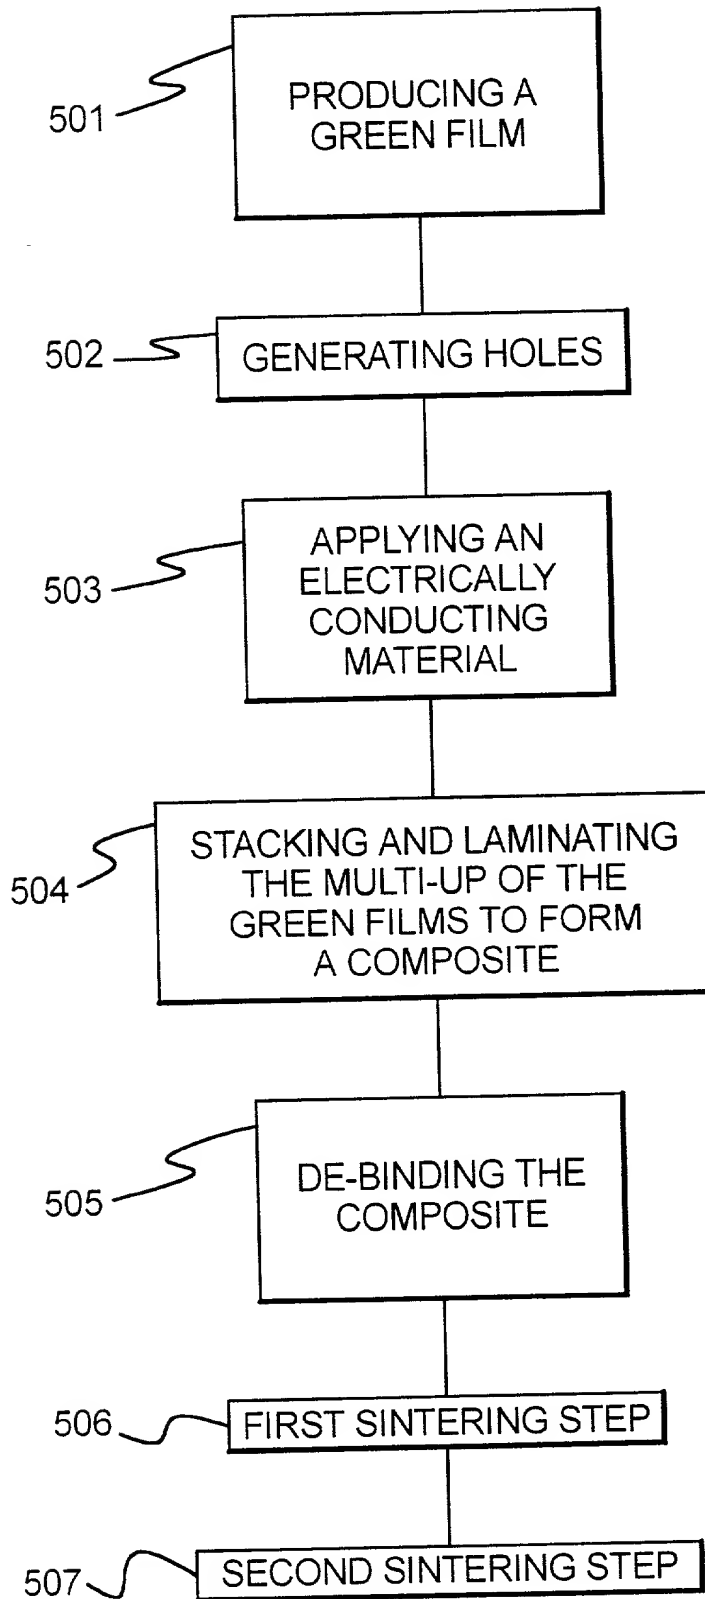 501
PRODUCING A
GREEN FILM
502
GENERATING HOLES
503
APPLYING AN
ELECTRICALLY
CONDUCTING
MATERIAL
504
STACKING AND LAMINATING
THE MULTI-UP OF THE
GREEN FILMS TO FORM
A COMPOSITE
505
DE-BINDING THE
COMPOSITE
506
FIRST SINTERING STEP
507
SECOND SINTERING STEP